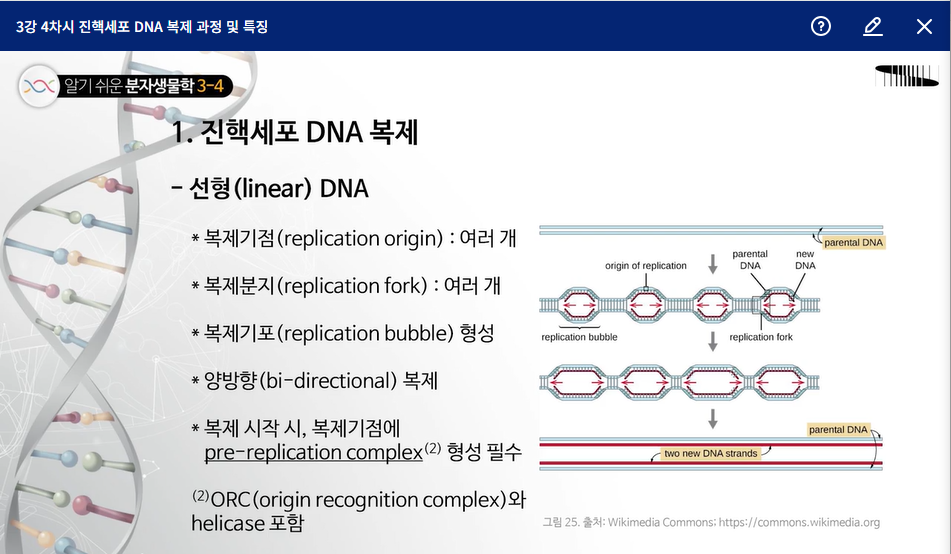 3강 4차시 진핵세포 DNA 복제 과정 및 특징
알기 쉬운 분자생물학 3-4
1. 진핵세포 DNA 복제
- 선형(linear) DNA
* 복제기점(replication origin) : 여러 개
* 복제분지(replication fork) : 여러 개
* 복제기포(replication bubble) 형성
* 양방향(bi-directional) 복제
* 복제 시작 시, 복제기점에
pre-replication complex(2) 형성 필수
(2)ORC(origin recognition complex)와
helicase 포함
parental DNA
origin of replication
parental
DNA
new
DNA
replication bubble
replication fork
parental DNA
two new DNA strands
그림 25. 출처: Wikimedia Commons; https://commons.wikimedia.org